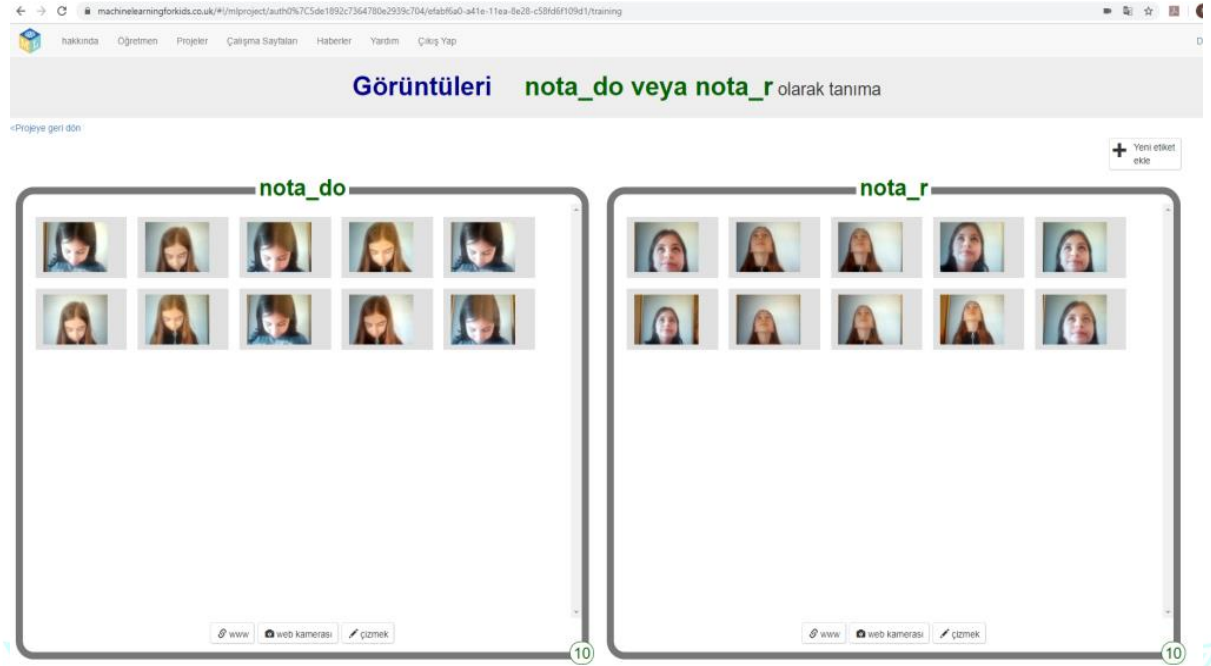 machinelearningforkids.co.uk/#!/mlproject/auth0%7C5de1892c7364780e2939c704/efabf6a0-a41e-11ea-8e28-c58fd6f109d1/training
hakkında Öğretmen Projeler Çalışma Sayfaları Haberler Yardım Çıkış Yap
Görüntüleri nota_do veya nota_r olarak tanıma
<Projeye geri dön
Yeni etiket
ekle
nota_do
nota_r
www web kamerası çizmek
10
www web kamerası çizmek
10